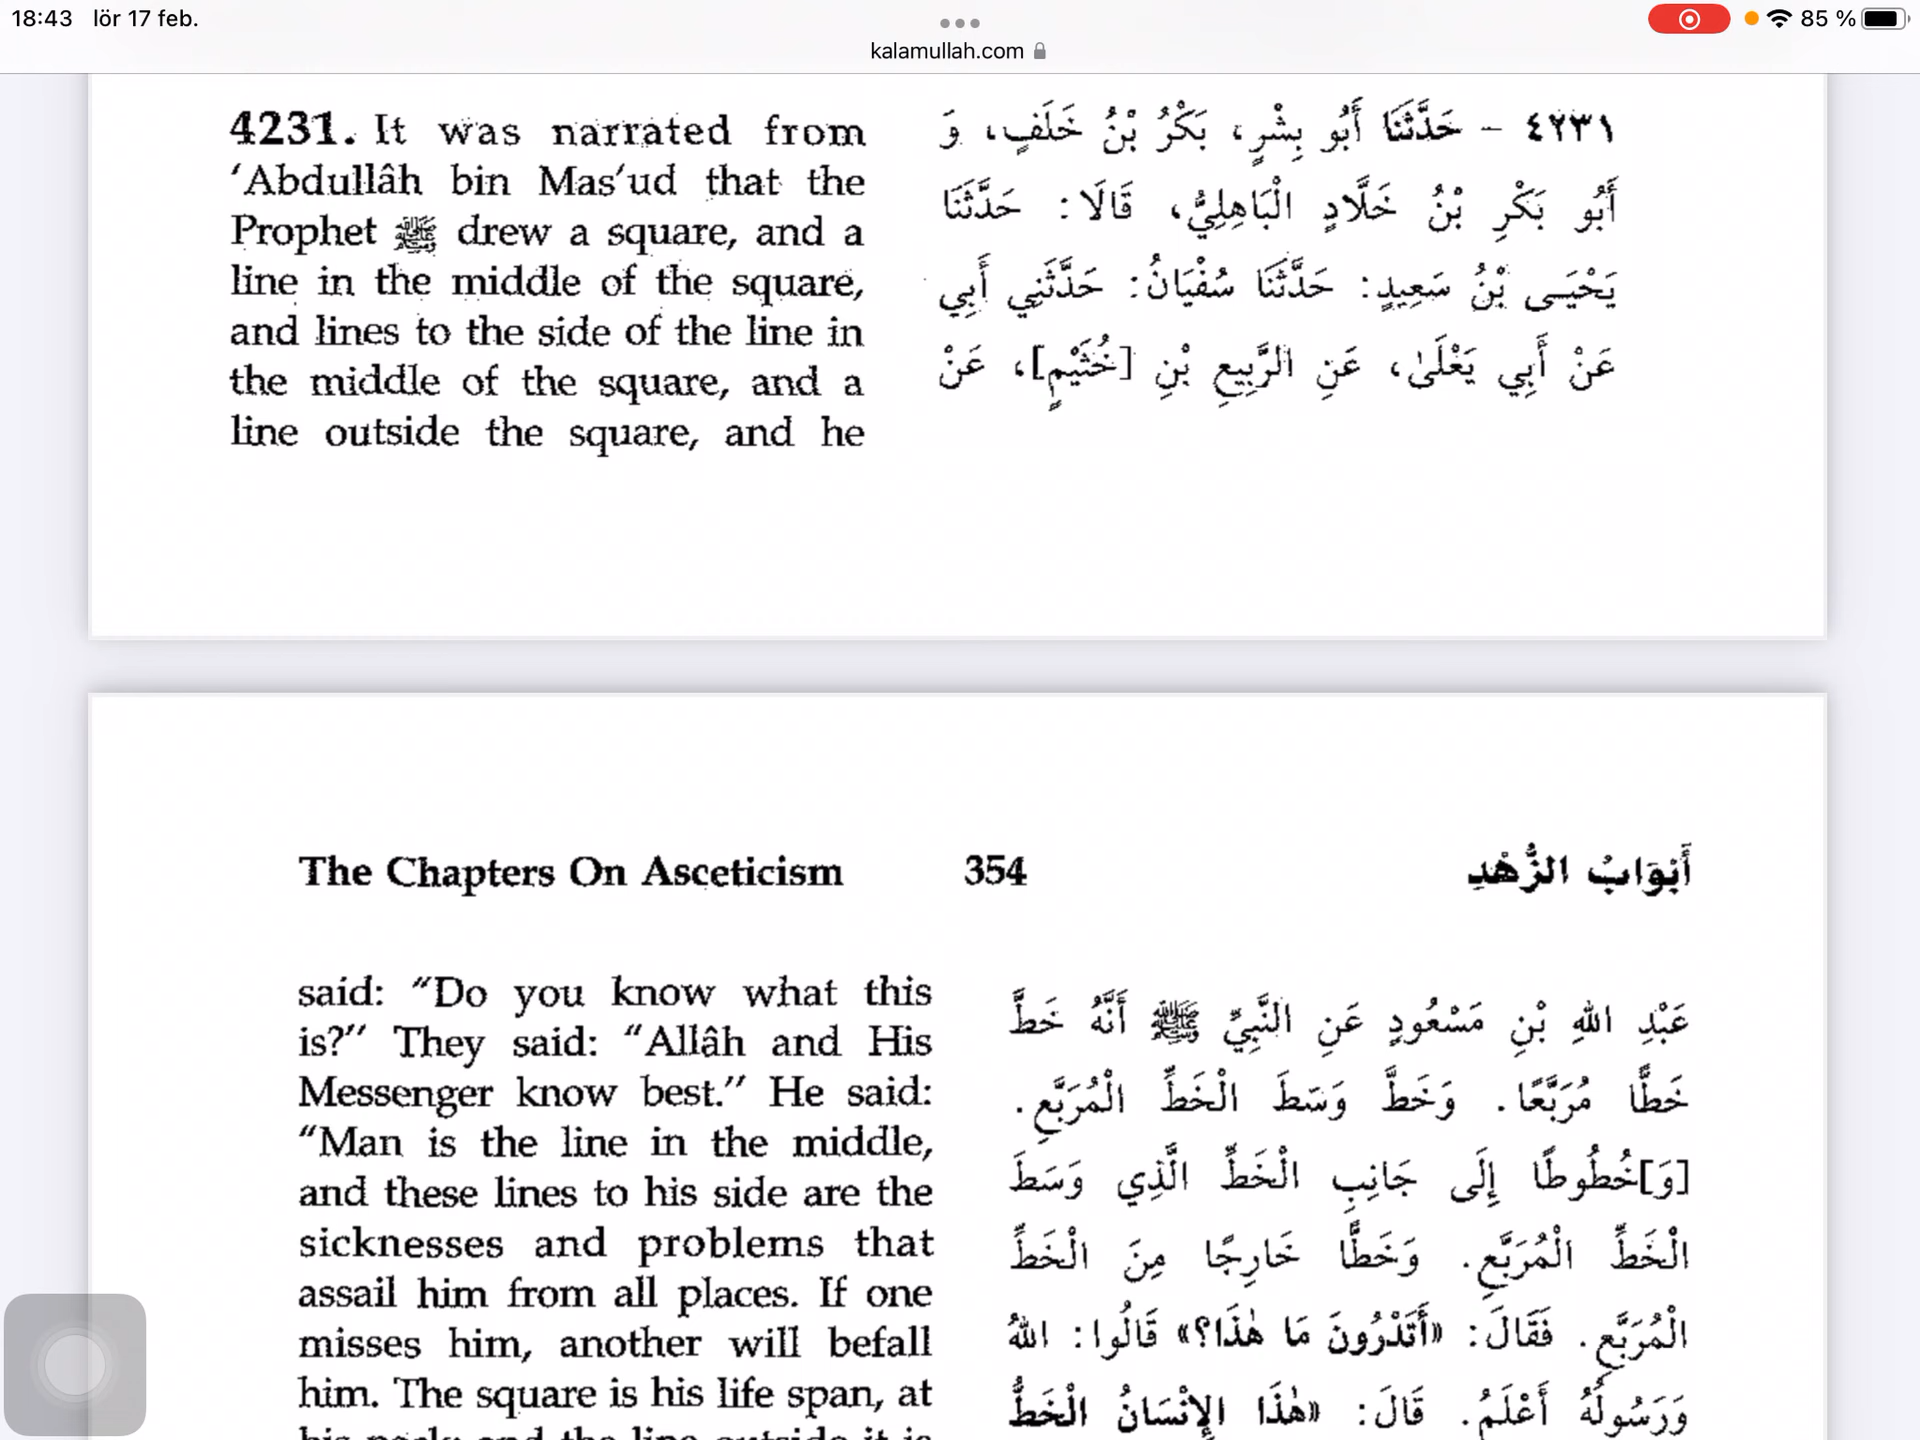 18:43 lör 17 feb.
85 %
kalamullah.com
4231. It was narrated from
‘Abdullâh bin Mas‘ud that the
Prophet ﷺ drew a square, and a
line in the middle of the square,
and lines to the side of the line in
the middle of the square, and a
line outside the square, and he
٤٢٣١ - حَدَّثَنَا أَبُو بِشْرٍ، بَكْرُ بْنُ خَلَفٍ، وَ
أَبُو بَكْرِ بْنُ خَلَّادٍ الْبَاهِلِيُّ، قَالَا: حَدَّثَنَا
يَحْيَى بْنُ سَعِيدٍ: حَدَّثَنَا سُفْيَانُ: حَدَّثَنِي أَبِي
عَنْ أَبِي يَعْلَىٰ، عَنِ الرَّبِيعِ بْنِ [خُثَيْمٍ]، عَنْ
The Chapters On Asceticism 354 أَبْوَابُ الزُّهْدِ
said: “Do you know what this
is?” They said: “Allâh and His
Messenger know best.” He said:
“Man is the line in the middle,
and these lines to his side are the
sicknesses and problems that
assail him from all places. If one
misses him, another will befall
him. The square is his life span, at
عَبْدِ اللهِ بْنِ مَسْعُودٍ عَنِ النَّبِيِّ ﷺ أَنَّهُ خَطَّ
خَطًّا مُرَبَّعًا. وَخَطَّ وَسَطَ الْخَطِّ الْمُرَبَّعِ.
[وَ]خُطُوطًا إِلَى جَانِبِ الْخَطِّ الَّذِي وَسَطَ
الْخَطِّ الْمُرَبَّعِ. وَخَطًّا خَارِجًا مِنَ الْخَطِّ
الْمُرَبَّعِ. فَقَالَ: «أَتَدْرُونَ مَا هٰذَا؟» قَالُوا: اللهُ
وَرَسُولُهُ أَعْلَمُ. قَالَ: «هٰذَا الإِنْسَانُ الْخَطُّ